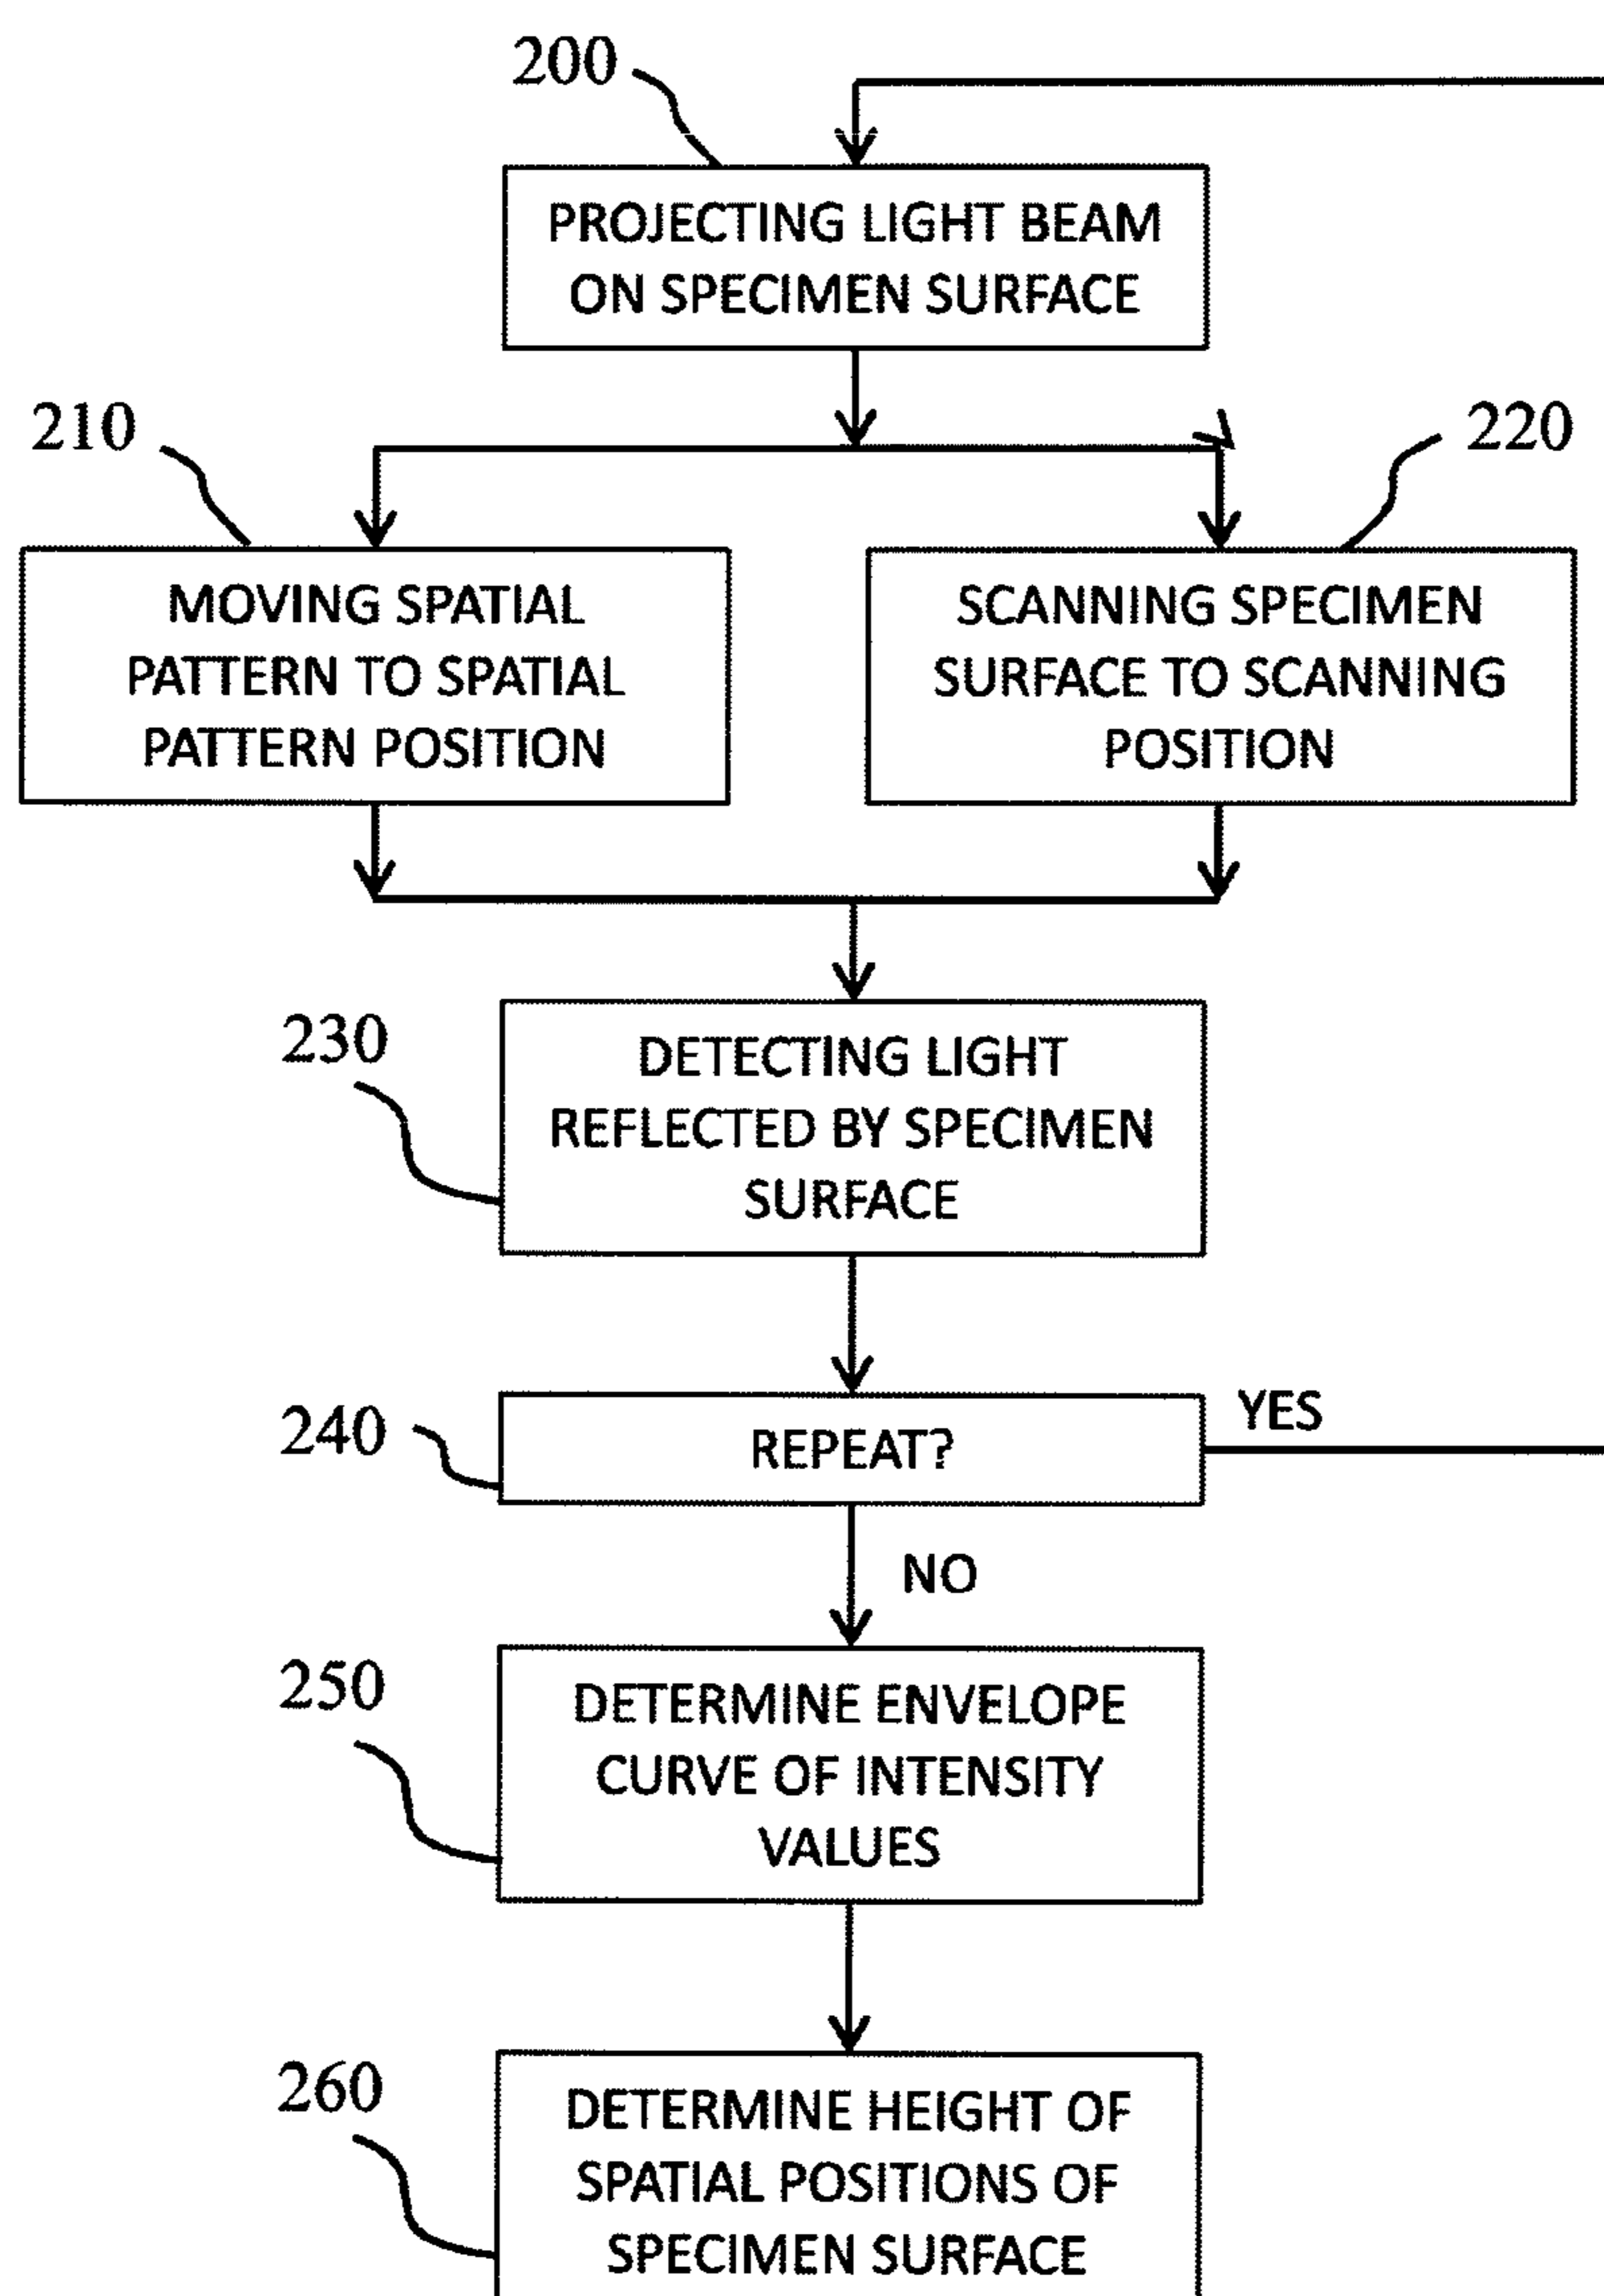 200
PROJECTING LIGHT BEAM
ON SPECIMEN SURFACE
210
220
MOVING SPATIAL
PATTERN TO SPATIAL
PATTERN POSITION
SCANNING SPECIMEN
SURFACE TO SCANNING
POSITION
230
DETECTING LIGHT
REFLECTED BY SPECIMEN
SURFACE
240
REPEAT?
YES
NO
250
DETERMINE ENVELOPE
CURVE OF INTENSITY
VALUES
260
DETERMINE HEIGHT OF
SPATIAL POSITIONS OF
SPECIMEN SURFACE